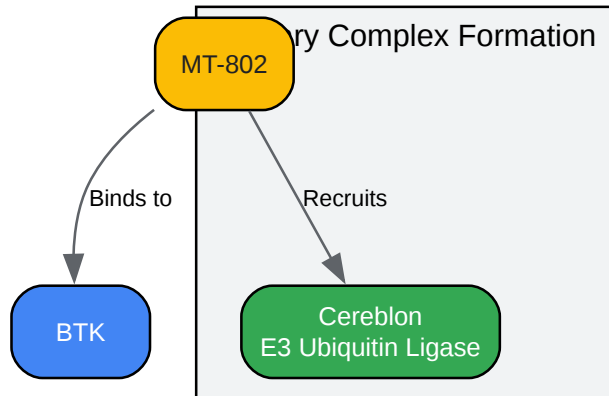 ry Complex Formation
MT-802
Binds to
Recruits
BTK
Cereblon
E3 Ubiquitin Ligase